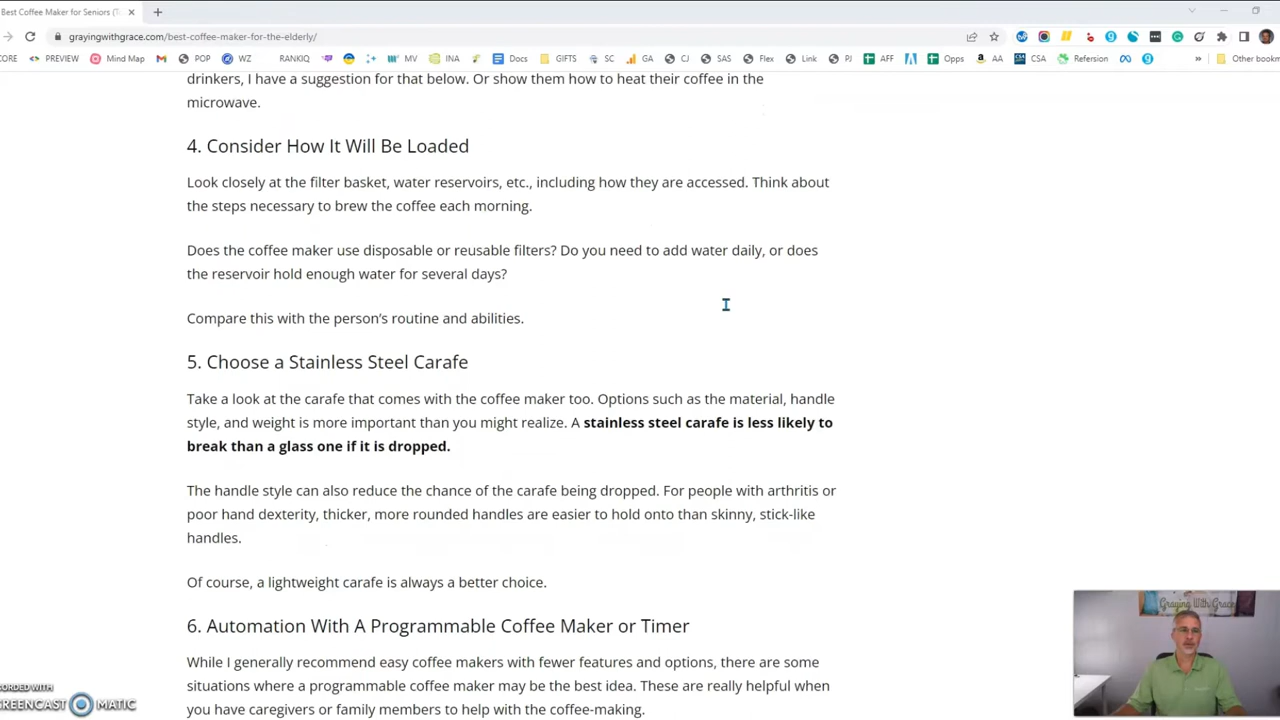 Best Coffee Maker for Seniors (T
grayingwithgrace.com/best-coffee-maker-for-the-elderly/
CORE PREVIEW Mind Map POP WZ RANKIQ MV INA Docs GIFTS SC GA CJ SAS Flex Link PJ AFF Opps AA CSA Refersion » Other bookm
drinkers, I have a suggestion for that below. Or show them how to heat their coffee in the
microwave.
4. Consider How It Will Be Loaded
Look closely at the filter basket, water reservoirs, etc., including how they are accessed. Think about
the steps necessary to brew the coffee each morning.
Does the coffee maker use disposable or reusable filters? Do you need to add water daily, or does
the reservoir hold enough water for several days?
Compare this with the person’s routine and abilities.
5. Choose a Stainless Steel Carafe
Take a look at the carafe that comes with the coffee maker too. Options such as the material, handle
style, and weight is more important than you might realize. A stainless steel carafe is less likely to
break than a glass one if it is dropped.
The handle style can also reduce the chance of the carafe being dropped. For people with arthritis or
poor hand dexterity, thicker, more rounded handles are easier to hold onto than skinny, stick-like
handles.
Of course, a lightweight carafe is always a better choice.
6. Automation With A Programmable Coffee Maker or Timer
Graying With Grace
While I generally recommend easy coffee makers with fewer features and options, there are some
situations where a programmable coffee maker may be the best idea. These are really helpful when
you have caregivers or family members to help with the coffee-making.
CORDED WITH
CREENCAST MATIC